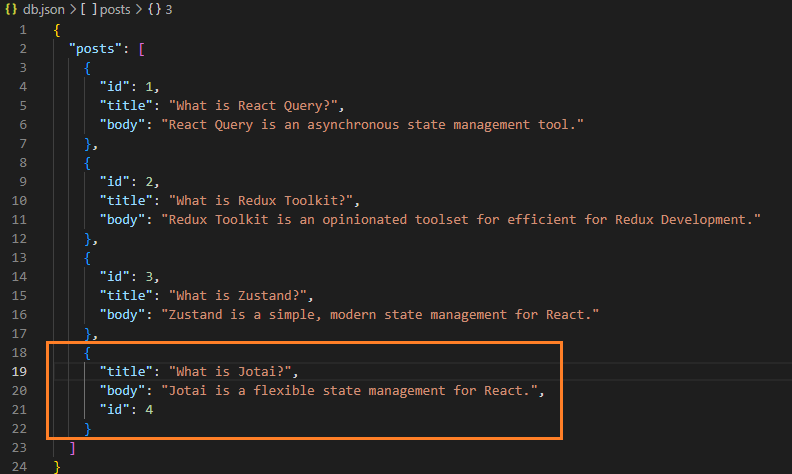 {} db.json > [ ] posts > {} 3
1 {
2 "posts": [
3 {
4 "id": 1,
5 "title": "What is React Query?",
6 "body": "React Query is an asynchronous state management tool."
7 },
8 {
9 "id": 2,
10 "title": "What is Redux Toolkit?",
11 "body": "Redux Toolkit is an opinionated toolset for efficient for Redux Development."
12 },
13 {
14 "id": 3,
15 "title": "What is Zustand?",
16 "body": "Zustand is a simple, modern state management for React."
17 },
18 {
19 "title": "What is Jotai?",
20 "body": "Jotai is a flexible state management for React.",
21 "id": 4
22 }
23 ]
24 }